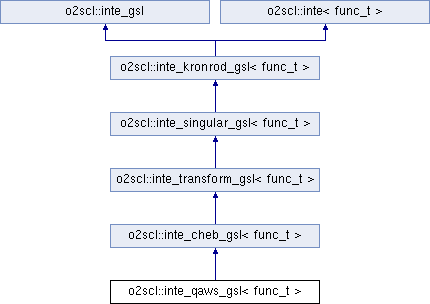 o2scl::inte_gsl
o2scl::inte< func_t >
o2scl::inte_kronrod_gsl< func_t >
o2scl::inte_singular_gsl< func_t >
o2scl::inte_transform_gsl< func_t >
o2scl::inte_cheb_gsl< func_t >
o2scl::inte_qaws_gsl< func_t >